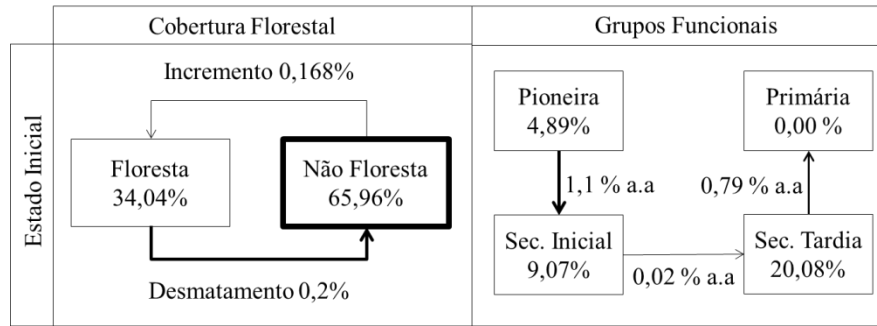 Cobertura Florestal
Grupos Funcionais
Estado Inicial
Incremento 0,168%
Floresta
34,04%
Não Floresta
65,96%
Desmatamento 0,2%
Pioneira
4,89%
Primária
0,00 %
1,1 % a.a
0,79 % a.a
Sec. Inicial
9,07%
0,02 % a.a
Sec. Tardia
20,08%